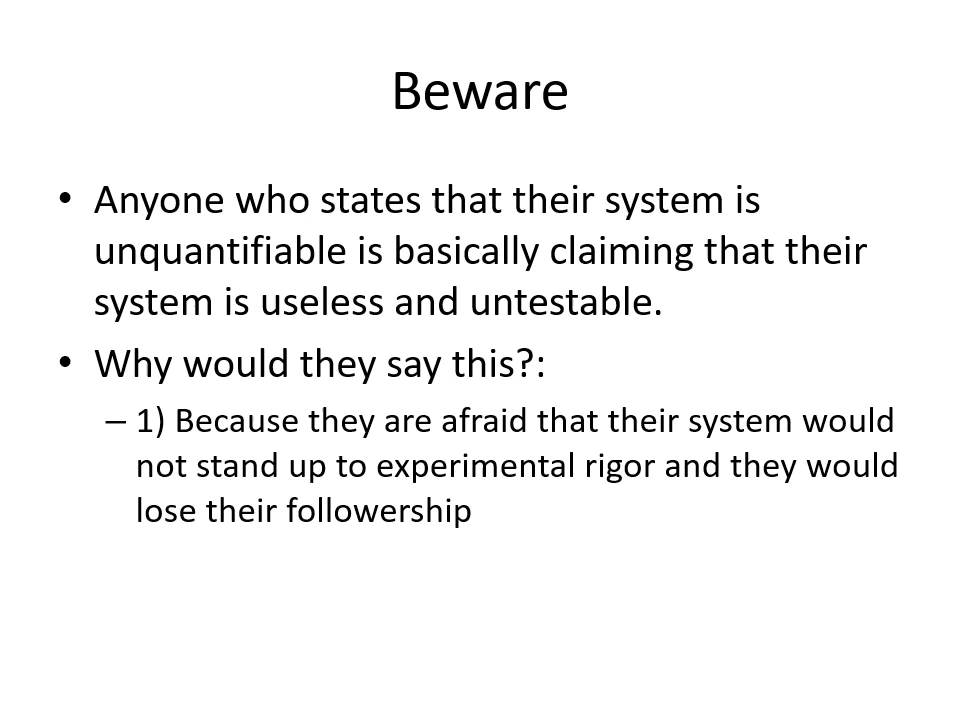 Beware
• Anyone who states that their system is
unquantifiable is basically claiming that their
system is useless and untestable.
• Why would they say this?:
– 1) Because they are afraid that their system would
not stand up to experimental rigor and they would
lose their followership